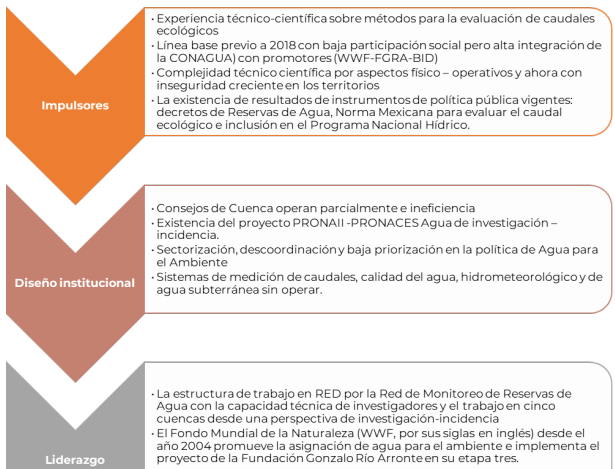 Impulsores
· Experiencia técnico-científica sobre métodos para la evaluación de caudales
ecológicos
· Línea base previo a 2018 con baja participación social pero alta integración de
la CONAGUA) con promotores (WWF-FGRA-BID)
· Complejidad técnico científica por aspectos físico – operativos y ahora con
inseguridad creciente en los territorios
· La existencia de resultados de instrumentos de política pública vigentes:
decretos de Reservas de Agua, Norma Mexicana para evaluar el caudal
ecológico e inclusión en el Programa Nacional Hídrico.
Diseño institucional
· Consejos de Cuenca operan parcialmente e ineficiencia
· Existencia del proyecto PRONAII -PRONACES Agua de investigación –
incidencia.
· Sectorización, descoordinación y baja priorización en la política de Agua para
el Ambiente
· Sistemas de medición de caudales, calidad del agua, hidrometeorológico y de
agua subterránea sin operar.
Liderazgo
· La estructura de trabajo en RED por la Red de Monitoreo de Reservas de
Agua con la capacidad técnica de investigadores y el trabajo en cinco
cuencas desde una perspectiva de investigación-incidencia
· El Fondo Mundial de la Naturaleza (WWF, por sus siglas en inglés) desde el
año 2004 promueve la asignación de agua para el ambiente e implementa el
proyecto de la Fundación Gonzalo Río Arronte en su etapa tres.